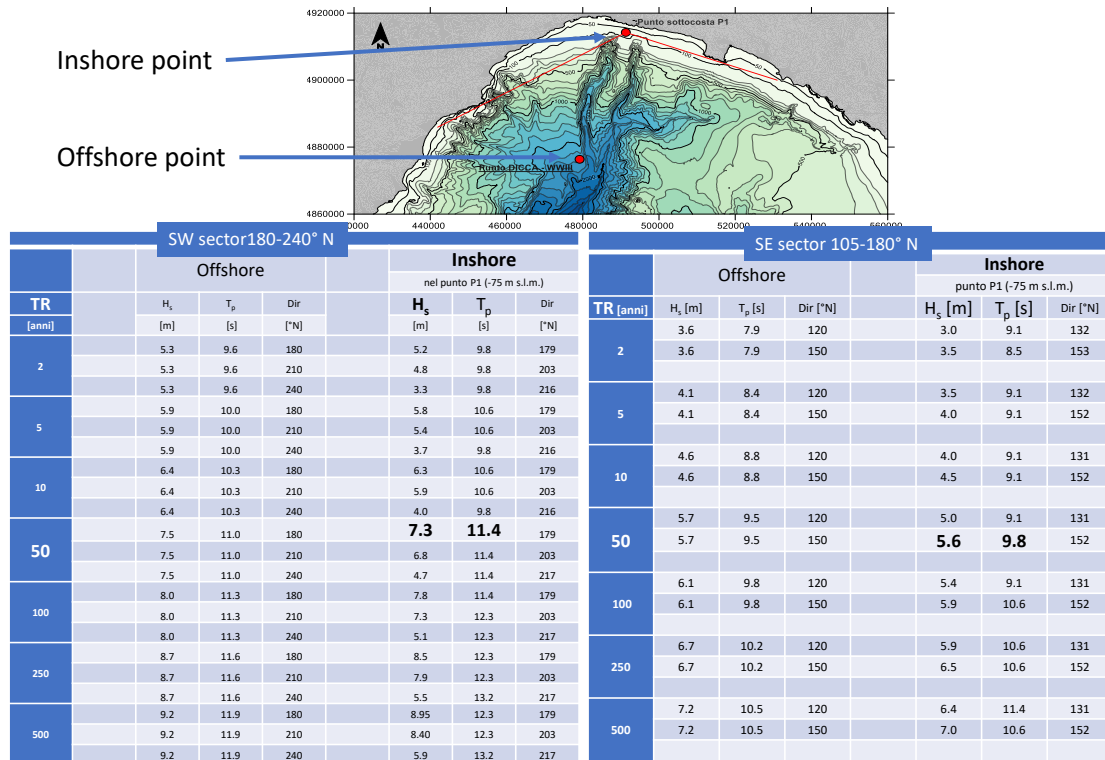 4920000
Punto sottocosta P1
Inshore point
4900000
Offshore point
4880000
Punto DICCA - WWIII
4860000
440000 460000 480000 500000 520000 540000 560000
SW sector180-240° N
Offshore Inshore
nel punto P1 (-75 m s.l.m.)
TR Hs Tp Dir Hs Tp Dir
[anni] [m] [s] [°N] [m] [s] [°N]
2
5.3 9.6 180 5.2 9.8 179
5.3 9.6 210 4.8 9.8 203
5.3 9.6 240 3.3 9.8 216
5
5.9 10.0 180 5.8 10.6 179
5.9 10.0 210 5.4 10.6 203
5.9 10.0 240 3.7 9.8 216
10
6.4 10.3 180 6.3 10.6 179
6.4 10.3 210 5.9 10.6 203
6.4 10.3 240 4.0 9.8 216
50
7.5 11.0 180 7.3 11.4 179
7.5 11.0 210 6.8 11.4 203
7.5 11.0 240 4.7 11.4 217
100
8.0 11.3 180 7.8 11.4 179
8.0 11.3 210 7.3 12.3 203
8.0 11.3 240 5.1 12.3 217
250
8.7 11.6 180 8.5 12.3 179
8.7 11.6 210 7.9 12.3 203
8.7 11.6 240 5.5 13.2 217
500
9.2 11.9 180 8.95 12.3 179
9.2 11.9 210 8.40 12.3 203
9.2 11.9 240 5.9 13.2 217
SE sector 105-180° N
Offshore Inshore
punto P1 (-75 m s.l.m.)
TR [anni] Hs [m] Tp [s] Dir [°N] Hs [m] Tp [s] Dir [°N]
2
3.6 7.9 120 3.0 9.1 132
3.6 7.9 150 3.5 8.5 153
5
4.1 8.4 120 3.5 9.1 132
4.1 8.4 150 4.0 9.1 152
10
4.6 8.8 120 4.0 9.1 131
4.6 8.8 150 4.5 9.1 152
50
5.7 9.5 120 5.0 9.1 131
5.7 9.5 150 5.6 9.8 152
100
6.1 9.8 120 5.4 9.1 131
6.1 9.8 150 5.9 10.6 152
250
6.7 10.2 120 5.9 10.6 131
6.7 10.2 150 6.5 10.6 152
500
7.2 10.5 120 6.4 11.4 131
7.2 10.5 150 7.0 10.6 152